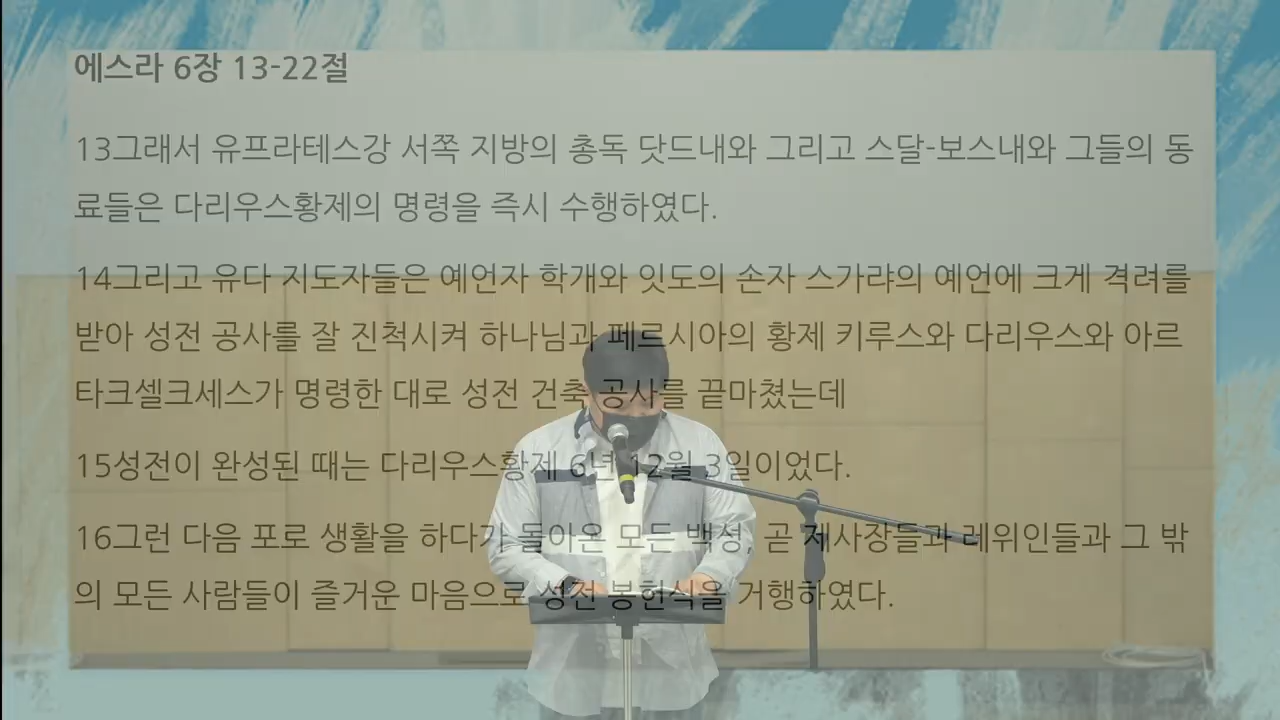 에스라 6장 13-22절
13그래서 유프라테스강 서쪽 지방의 총독 닷드내와 그리고 스달-보스내와 그들의 동
료들은 다리우스황제의 명령을 즉시 수행하였다.
14그리고 유다 지도자들은 예언자 학개와 잇도의 손자 스가랴의 예언에 크게 격려를
받아 성전 공사를 잘 진척시켜 하나님과 페르시아의 황제 키루스와 다리우스와 아르
타크셀크세스가 명령한 대로 성전 건축 공사를 끝마쳤는데
15성전이 완성된 때는 다리우스황제 6년 12월 3일이었다.
16그런 다음 포로 생활을 하다가 돌아온 모든 백성, 곧 제사장들과 레위인들과 그 밖
의 모든 사람들이 즐거운 마음으로 성전 봉헌식을 거행하였다.